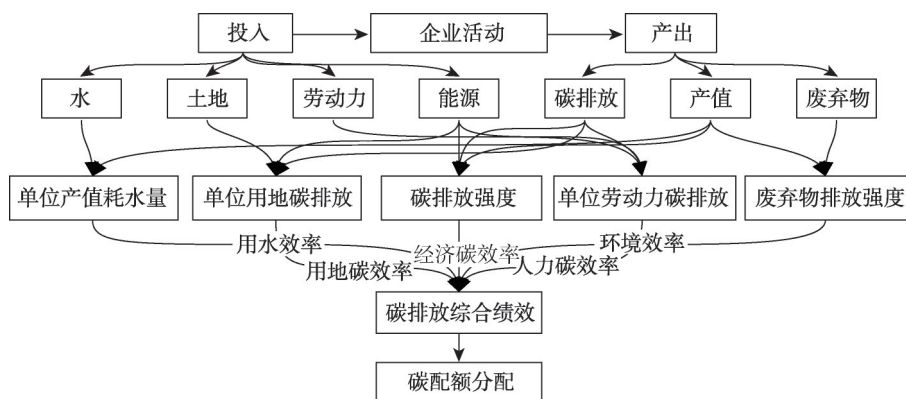 投入
企业活动
产出
水
土地
劳动力
能源
碳排放
产值
废弃物
单位产值耗水量
单位用地碳排放
碳排放强度
单位劳动力碳排放
废弃物排放强度
用水效率
经济碳效率
环境效率
用地碳效率
人力碳效率
碳排放综合绩效
碳配额分配